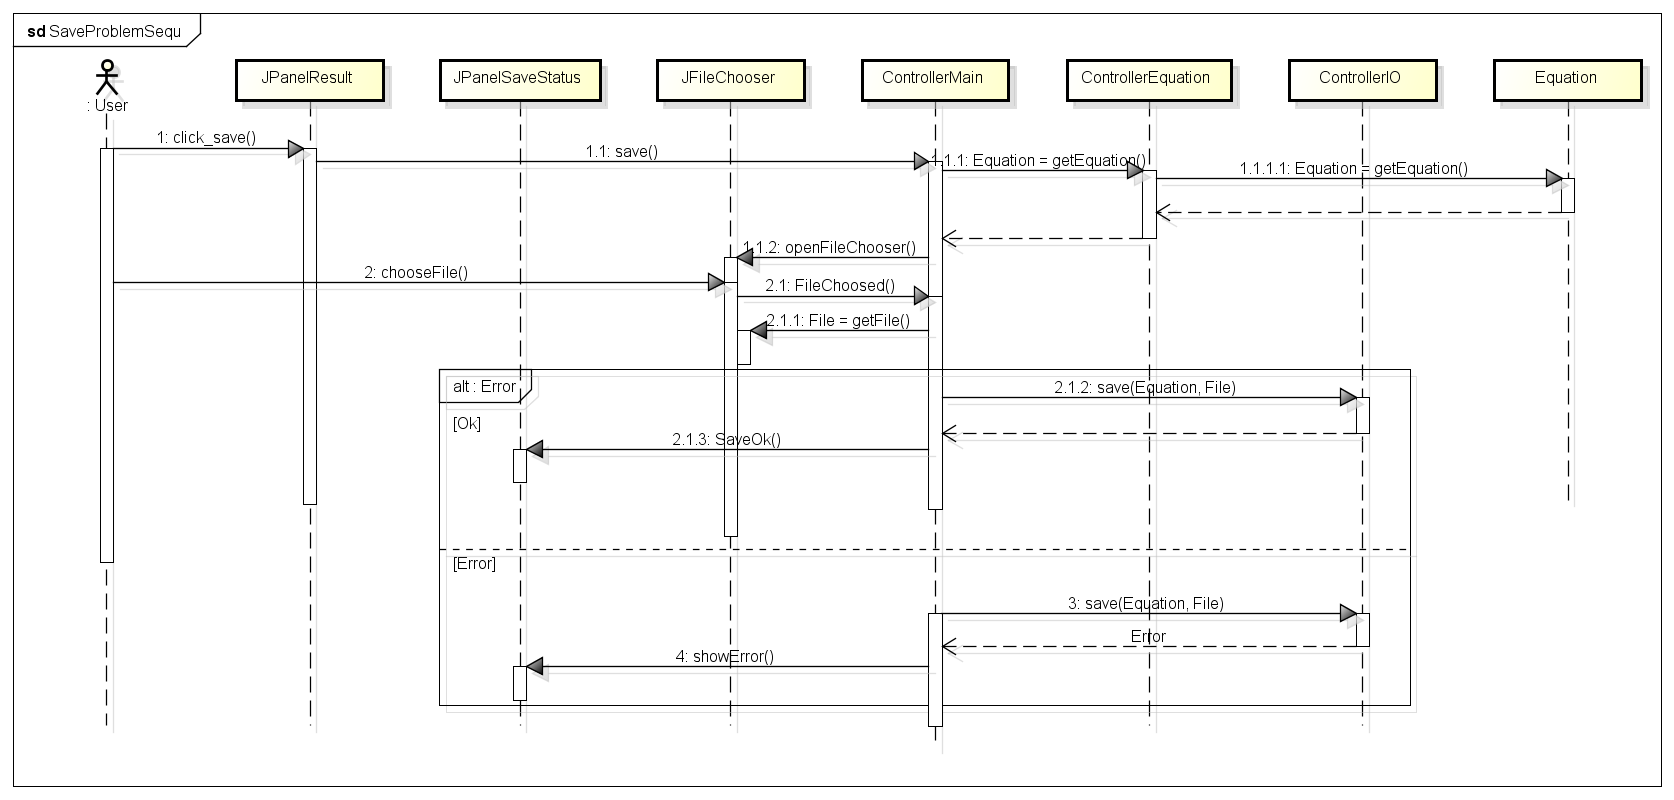 sd SaveProblemSequ
: User
JPanelResult
JPanelSaveStatus
JFileChooser
ControllerMain
ControllerEquation
ControllerIO
Equation
1: click_save()
1.1: save()
1.1.1: Equation = getEquation()
1.1.1.1: Equation = getEquation()
1.1.2: openFileChooser()
2: chooseFile()
2.1: FileChoosed()
2.1.1: File = getFile()
alt : Error
2.1.2: save(Equation, File)
[Ok]
2.1.3: SaveOk()
[Error]
3: save(Equation, File)
Error
4: showError()